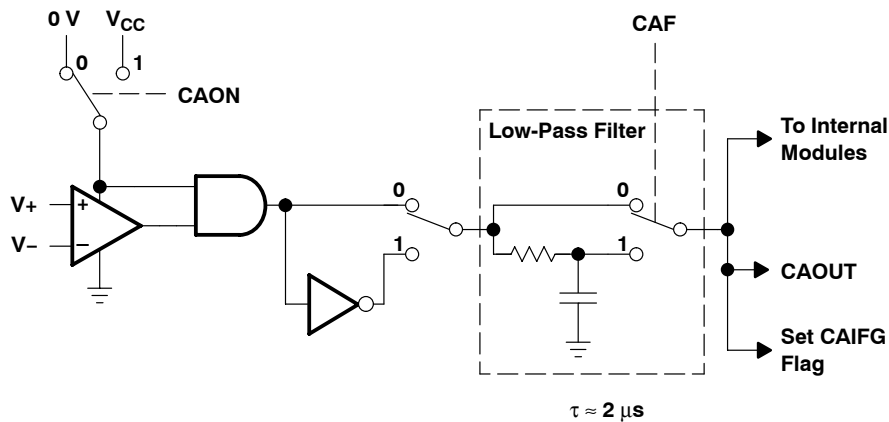 0 V
V_CC
0
1
CAON
CAF
Low-Pass Filter
To Internal
Modules
V+
+
V−
−
0
1
0
1
CAOUT
Set CAIFG
Flag
τ ≈ 2 μs